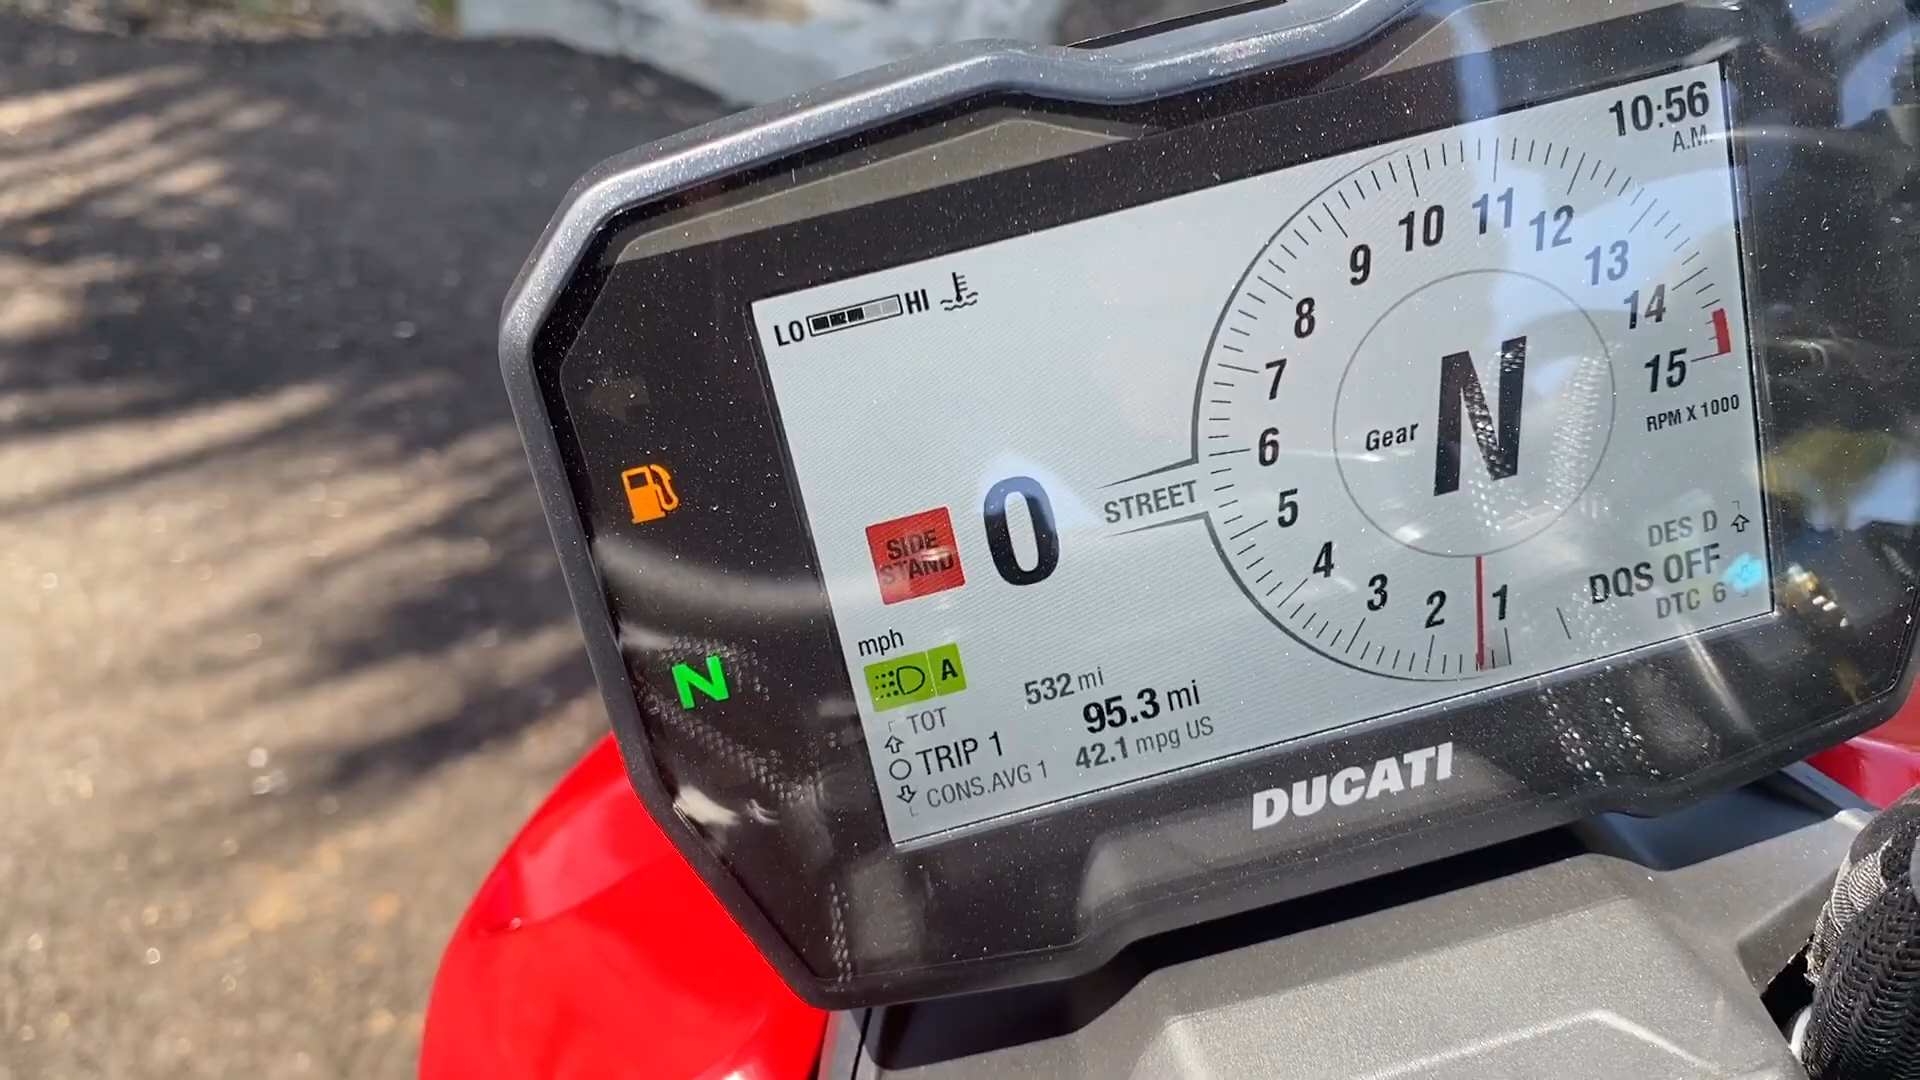 10:56
A.M.
LO HI
10 11 12
9 13
8 14
7 15
RPM X 1000
6
5
4
3 2 1
Gear N
STREET
SIDE
STAND
0
mph
A
N
DES D
DQS OFF
DTC 6
TOT 532 mi
TRIP 1 95.3 mi
CONS.AVG 1 42.1 mpg US
DUCATI